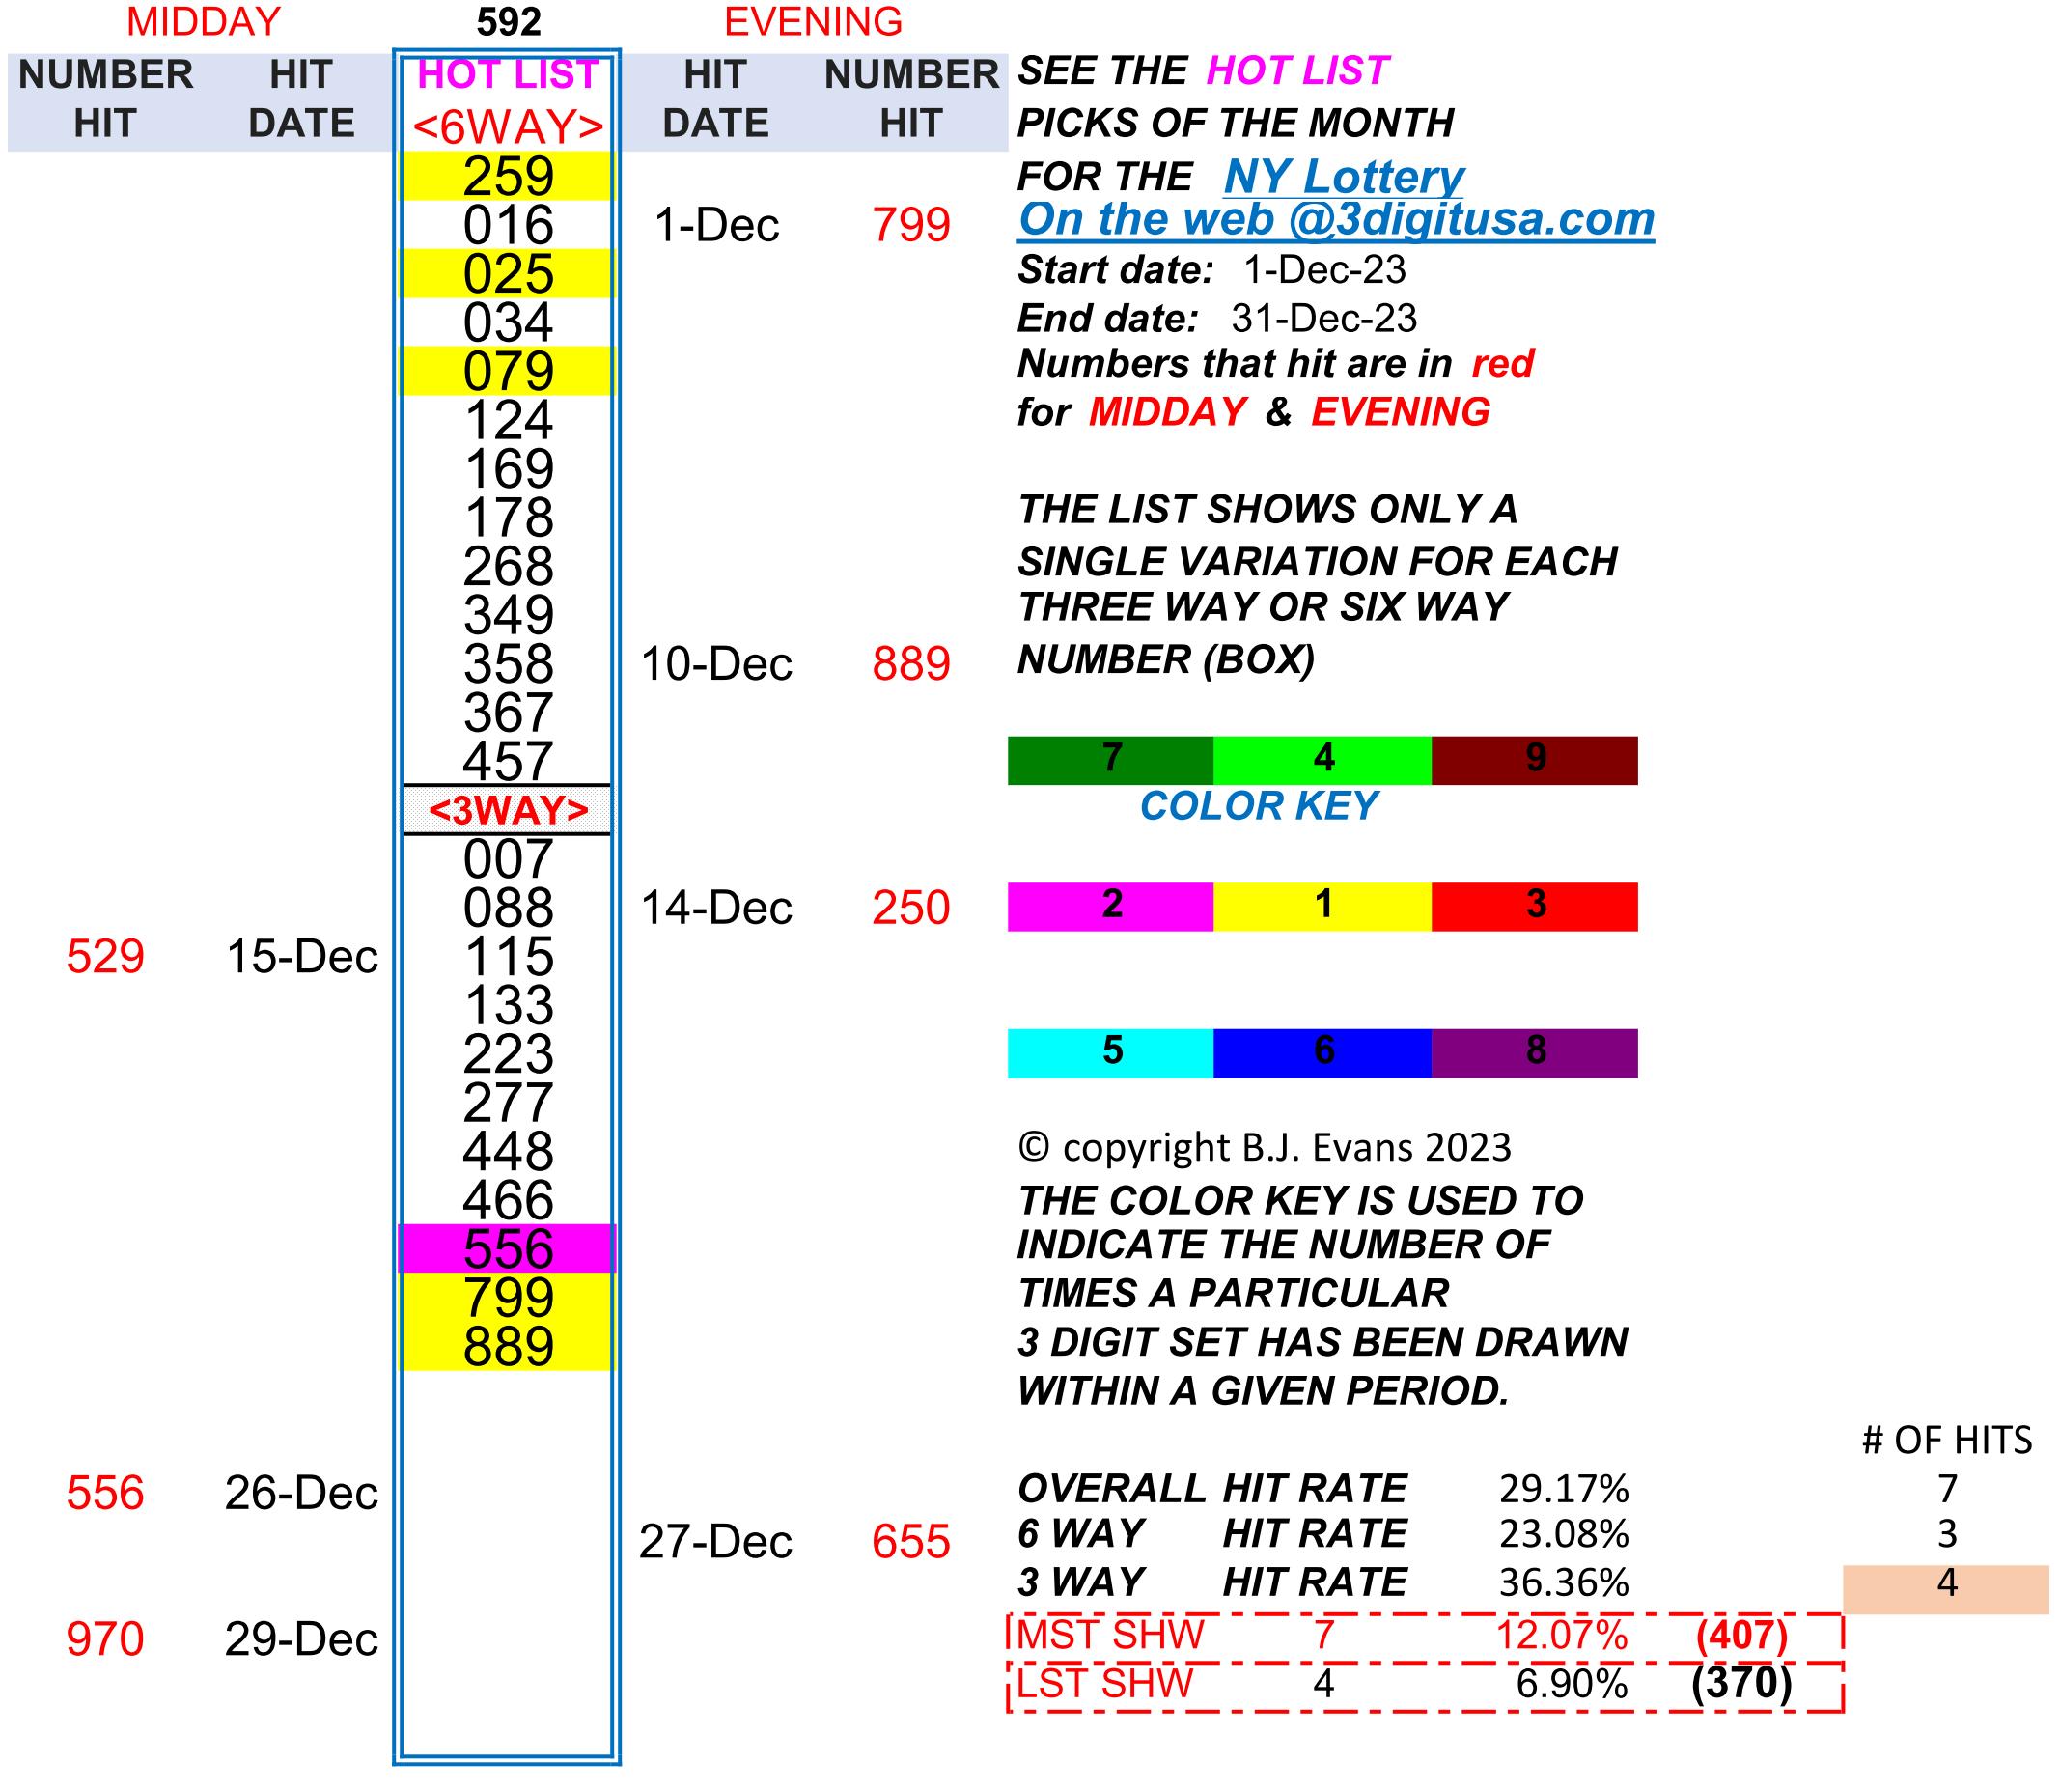 MIDDAY 592 EVENING
NUMBER HIT HOT LIST HIT NUMBER SEE THE HOT LIST
HIT DATE <6WAY> DATE HIT PICKS OF THE MONTH
259 FOR THE NY Lottery
016 1-Dec 799 On the web @3digitusa.com
025 Start date: 1-Dec-23
034 End date: 31-Dec-23
079 Numbers that hit are in red
124 for MIDDAY & EVENING
169
178 THE LIST SHOWS ONLY A
268 SINGLE VARIATION FOR EACH
349 THREE WAY OR SIX WAY
358 10-Dec 889 NUMBER (BOX)
367
457 7 4 9
<3WAY> COLOR KEY
007
088 14-Dec 250 2 1 3
529 15-Dec 115
133
223 5 6 8
277
448 © copyright B.J. Evans 2023
466 THE COLOR KEY IS USED TO
556 INDICATE THE NUMBER OF
799 TIMES A PARTICULAR
889 3 DIGIT SET HAS BEEN DRAWN
WITHIN A GIVEN PERIOD.
# OF HITS
556 26-Dec OVERALL HIT RATE 29.17% 7
27-Dec 655 6 WAY HIT RATE 23.08% 3
3 WAY HIT RATE 36.36% 4
970 29-Dec MST SHW 7 12.07% (407)
LST SHW 4 6.90% (370)